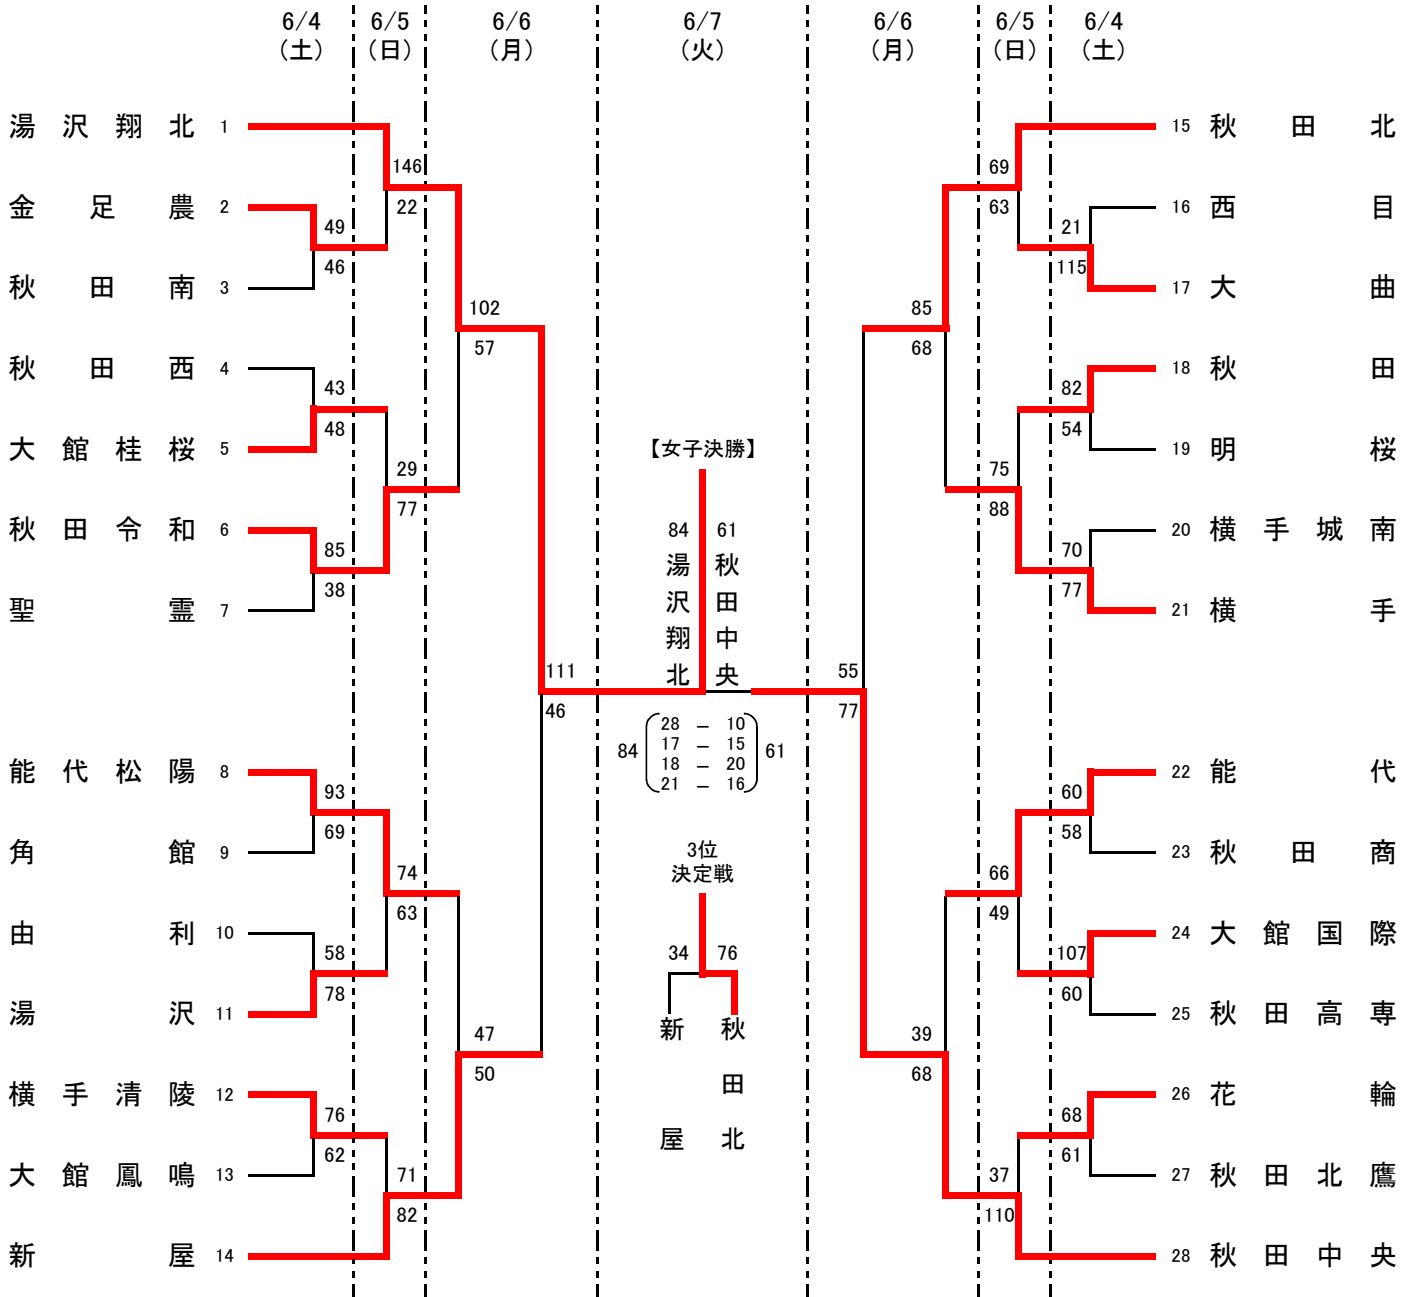 6/4 6/5 6/6 6/7 6/6 6/5 6/4
(土) (日) (月) (火) (月) (日) (土)
湯沢翔北 1
146
22
金足農 2
49
46
秋田南 3
102
57
秋田西 4
43
48
大館桂桜 5
29
77
秋田令和 6
85
38
聖霊 7
111
46
能代松陽 8
93
69
角館 9
74
63
由利 10
58
78
湯沢 11
47
50
横手清陵 12
76
62
大館鳳鳴 13
71
82
新屋 14
【女子決勝】
84 61
湯沢翔北
秋田中央
84 61
28 － 10
17 － 15
18 － 20
21 － 16
3位
決定戦
34 76
新屋
秋田北
15 秋田北
69
63
16 西目
21
115
17 大曲
85
68
18 秋田
82
54
19 明桜
75
88
20 横手城南
70
77
21 横手
55
77
22 能代
60
58
23 秋田商
66
49
24 大館国際
107
60
25 秋田高専
39
68
26 花輪
68
61
27 秋田北鷹
37
110
28 秋田中央